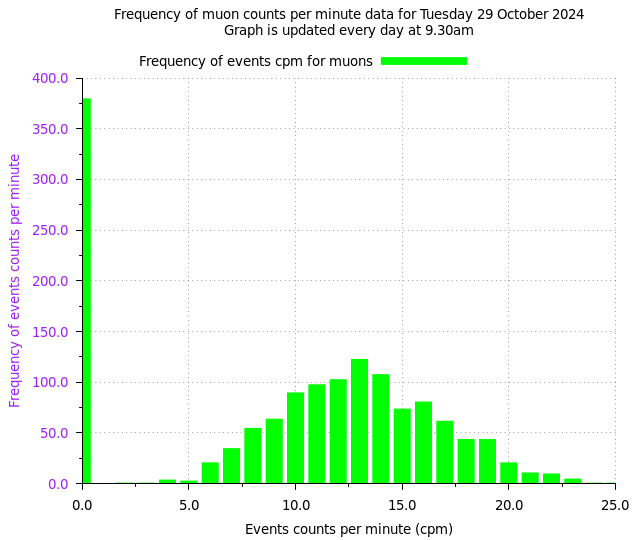 Frequency of muon counts per minute data for Tuesday 29 October 2024
Graph is updated every day at 9.30am
Frequency of events cpm for muons
400.0
350.0
300.0
250.0
200.0
150.0
100.0
50.0
0.0
Frequency of events counts per minute
0.0 5.0 10.0 15.0 20.0 25.0
Events counts per minute (cpm)